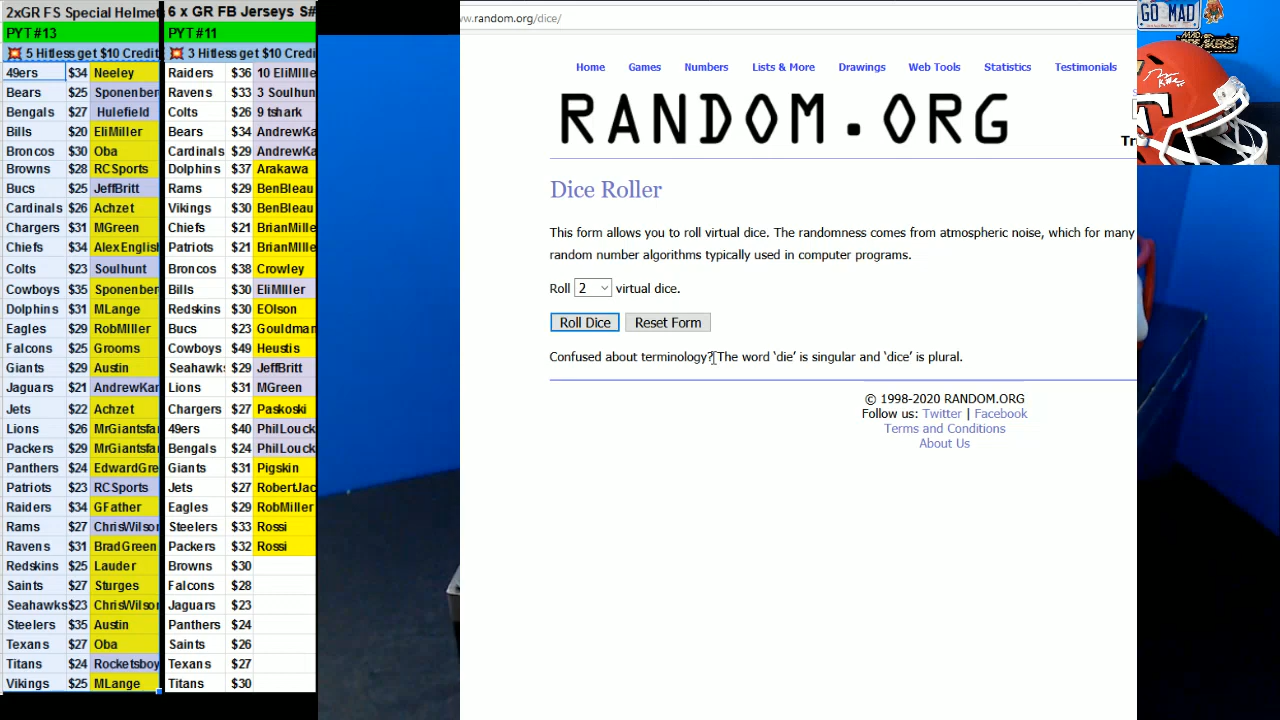 2xGR FS Special Helmet
PYT #13
5 Hitless get $10 Credit
49ers $34 Neeley
Bears $25 Sponenber
Bengals $27 Hulefield
Bills $20 EliMiller
Broncos $30 Oba
Browns $28 RCSports
Bucs $25 JeffBritt
Cardinals $26 Achzet
Chargers $31 MGreen
Chiefs $34 AlexEnglish
Colts $23 Soulhunt
Cowboys $35 Sponenber
Dolphins $31 MLange
Eagles $29 RobMIller
Falcons $25 Grooms
Giants $29 Austin
Jaguars $21 AndrewKar
Jets $22 Achzet
Lions $26 MrGiantsfa
Packers $29 MrGiantsfa
Panthers $24 EdwardGre
Patriots $23 RCSports
Raiders $34 GFather
Rams $27 ChrisWilso
Ravens $31 BradGreen
Redskins $25 Lauder
Saints $27 Sturges
Seahawks $23 ChrisWilso
Steelers $35 Austin
Texans $27 Oba
Titans $24 Rocketsboy
Vikings $25 MLange
6 x GR FB Jerseys S#
PYT #11
3 Hitless get $10 Credi
Raiders $36 10 EliMIlle
Ravens $33 3 Soulhun
Colts $26 9 tshark
Bears $34 AndrewKa
Cardinals $29 AndrewKa
Dolphins $37 Arakawa
Rams $29 BenBleau
Vikings $30 BenBleau
Chiefs $21 BrianMille
Patriots $21 BrianMIlle
Broncos $38 Crowley
Bills $30 EliMIller
Redskins $30 EOlson
Bucs $23 Gouldman
Cowboys $49 Heustis
Seahawks $29 JeffBritt
Lions $31 MGreen
Chargers $27 Paskoski
49ers $40 PhilLouck
Bengals $24 PhilLouck
Giants $31 Pigskin
Jets $27 RobertJac
Eagles $29 RobMiller
Steelers $33 Rossi
Packers $32 Rossi
Browns $30
Falcons $28
Jaguars $23
Panthers $24
Saints $26
Texans $27
Titans $30
w.random.org/dice/
Home Games Numbers Lists & More Drawings Web Tools Statistics Testimonials
RANDOM.ORG
Tr
Dice Roller
This form allows you to roll virtual dice. The randomness comes from atmospheric noise, which for many
random number algorithms typically used in computer programs.
Roll 2 virtual dice.
Roll Dice Reset Form
Confused about terminology? The word ‘die’ is singular and ‘dice’ is plural.
© 1998-2020 RANDOM.ORG
Follow us: Twitter | Facebook
Terms and Conditions
About Us
GO MAD